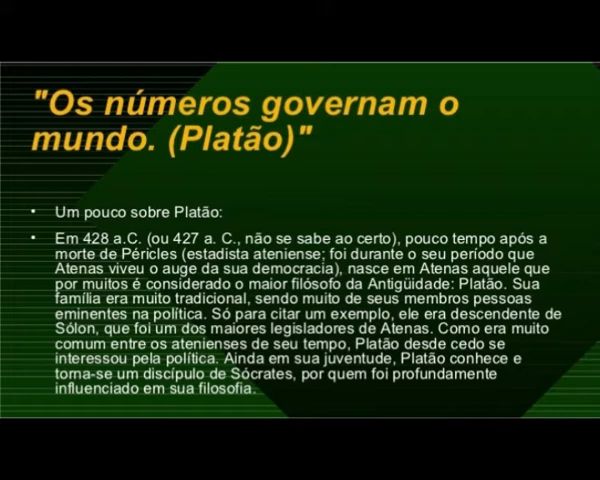 "Os números governam o
mundo. (Platão)"
• Um pouco sobre Platão:
• Em 428 a.C. (ou 427 a. C., não se sabe ao certo), pouco tempo após a
morte de Péricles (estadista ateniense; foi durante o seu período que
Atenas viveu o auge da sua democracia), nasce em Atenas aquele que
por muitos é considerado o maior filósofo da Antigüidade: Platão. Sua
família era muito tradicional, sendo muito de seus membros pessoas
eminentes na política. Só para citar um exemplo, ele era descendente de
Sólon, que foi um dos maiores legisladores de Atenas. Como era muito
comum entre os atenienses de seu tempo, Platão desde cedo se
interessou pela política. Ainda em sua juventude, Platão conhece e
torna-se um discípulo de Sócrates, por quem foi profundamente
influenciado em sua filosofia.